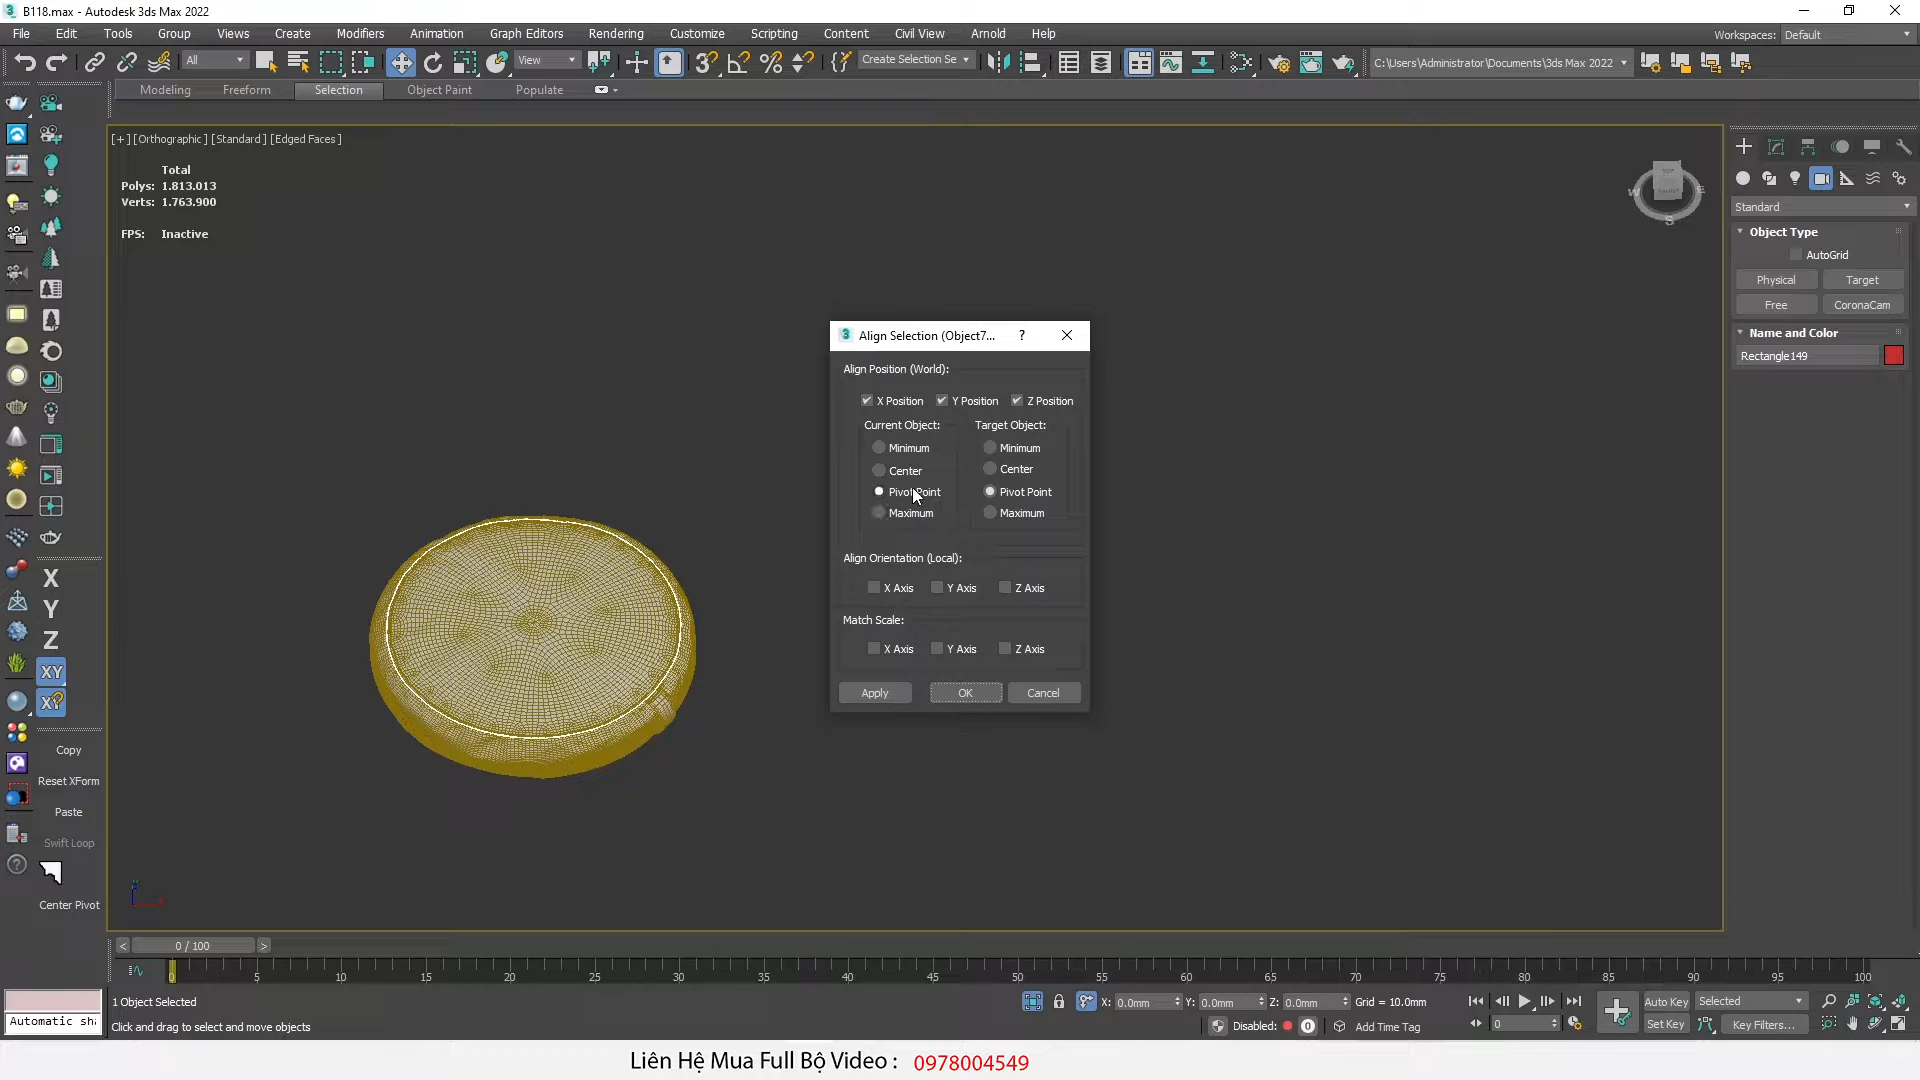 B118.max - Autodesk 3ds Max 2022
File Edit Tools Group Views Create Modifiers Animation Graph Editors Rendering Customize Scripting Content Civil View Arnold Help
Workspaces: Default
All
View
Create Selection Se
C:\Users\Administrator\Documents\3ds Max 2022
Modeling Freeform Selection Object Paint Populate
[+] [Orthographic] [Standard] [Edged Faces]
Total
Polys: 1.813.013
Verts: 1.763.900
FPS: Inactive
TOP
W
E
S
Standard
Object Type
AutoGrid
Physical Target
Free CoronaCam
Name and Color
Rectangle149
Align Selection (Object7...
?
Align Position (World):
X Position Y Position Z Position
Current Object: Target Object:
Minimum Minimum
Center Center
Pivot Point Pivot Point
Maximum Maximum
Align Orientation (Local):
X Axis Y Axis Z Axis
Match Scale:
X Axis Y Axis Z Axis
Apply OK Cancel
X
Y
Z
XY
Copy
Reset XForm
Paste
Swift Loop
Center Pivot
< 0 / 100 >
0 5 10 15 20 25 30 35 40 45 50 55 60 65 70 75 80 85 90 95 100
1 Object Selected
X: 0.0mm Y: 0.0mm Z: 0.0mm Grid = 10.0mm
Auto Key Selected
Automatic sh
Click and drag to select and move objects
Disabled: 0 Add Time Tag
0
Set Key Key Filters...
Liên Hệ Mua Full Bộ Video : 0978004549